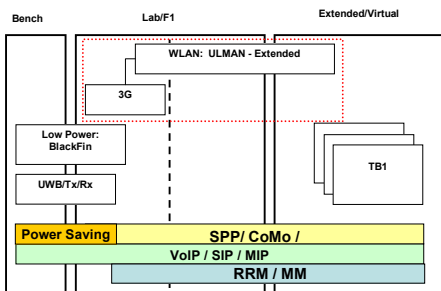 Bench
Lab/F1
Extended/Virtual
WLAN: ULMAN - Extended
3G
Low Power:
BlackFin
TB1
UWB/Tx/Rx
Power Saving
SPP/ CoMo /
VoIP / SIP / MIP
RRM / MM